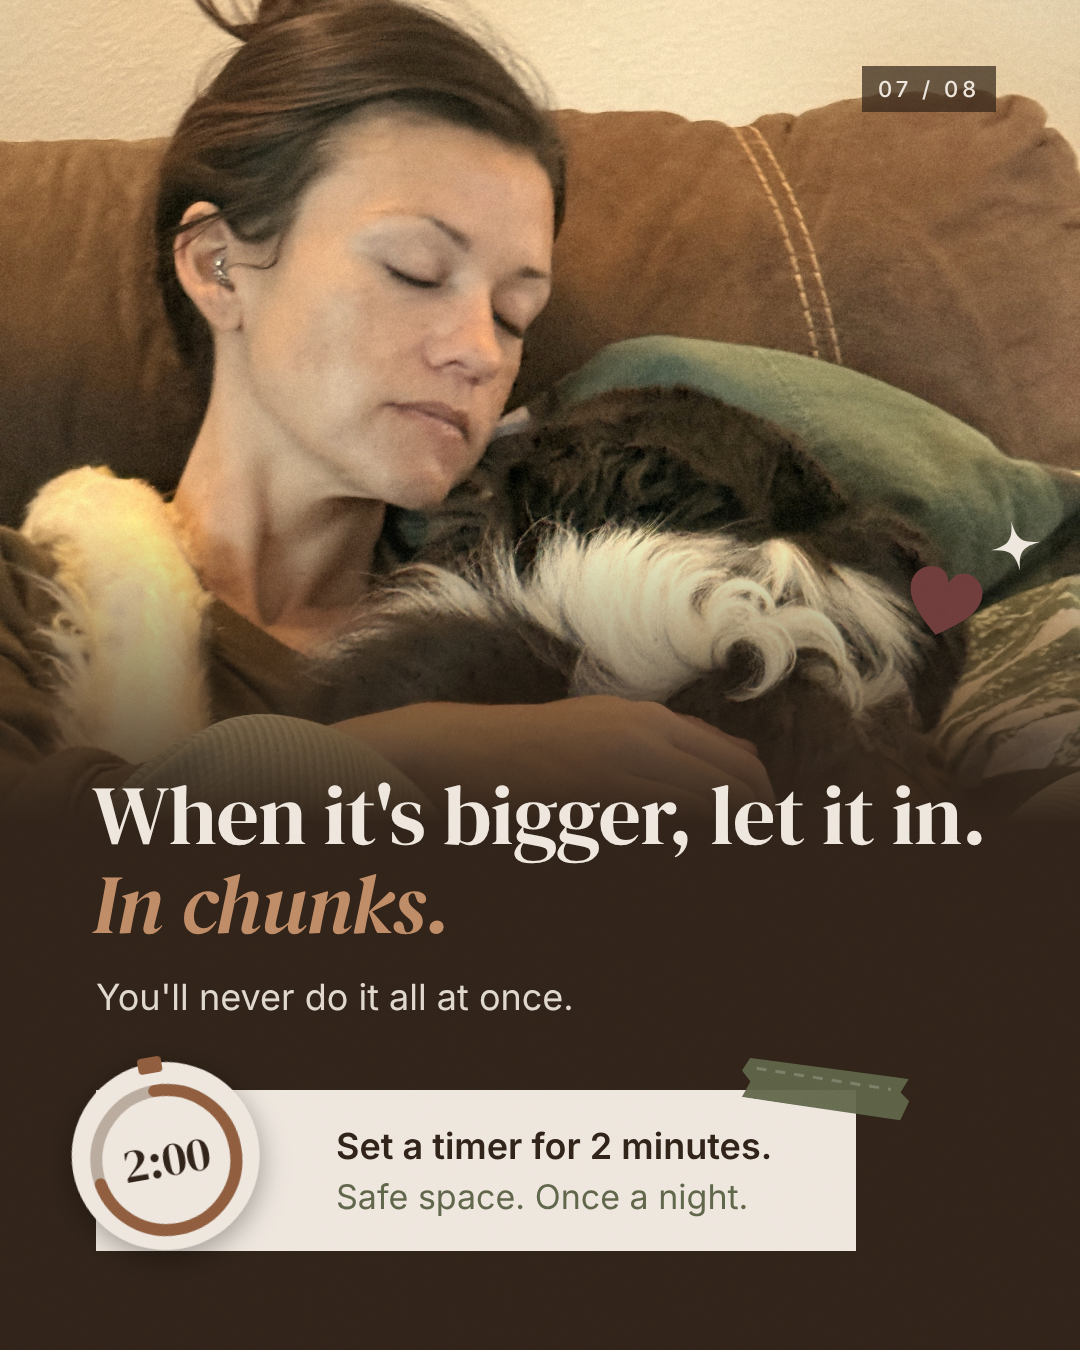 07 / 08
When it's bigger, let it in.
In chunks.
You'll never do it all at once.
2:00
Set a timer for 2 minutes.
Safe space. Once a night.